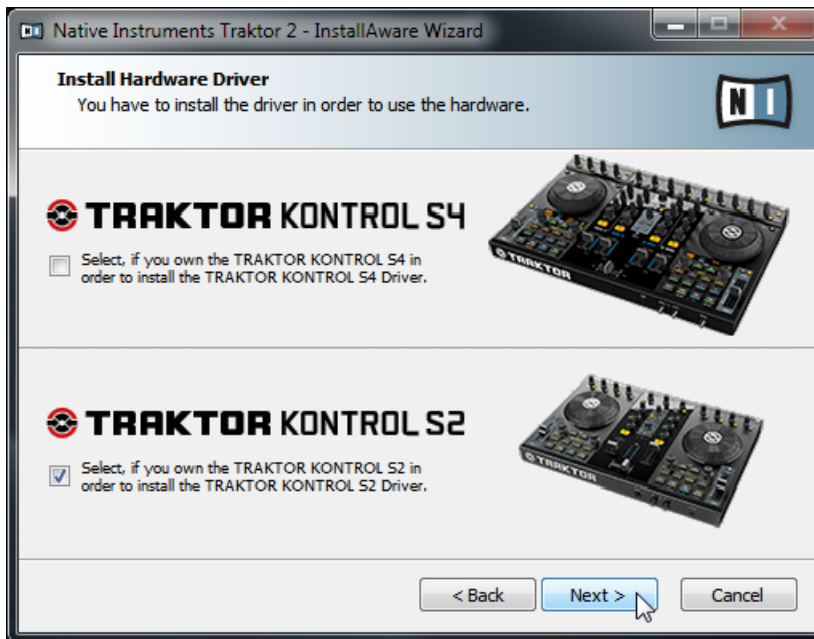 Native Instruments Traktor 2 - InstallAware Wizard
Install Hardware Driver
You have to install the driver in order to use the hardware.
N I
TRAKTOR KONTROL S4
Select, if you own the TRAKTOR KONTROL S4 in
order to install the TRAKTOR KONTROL S4 Driver.
TRAKTOR
TRAKTOR KONTROL S2
Select, if you own the TRAKTOR KONTROL S2 in
order to install the TRAKTOR KONTROL S2 Driver.
TRAKTOR
< Back
Next >
Cancel